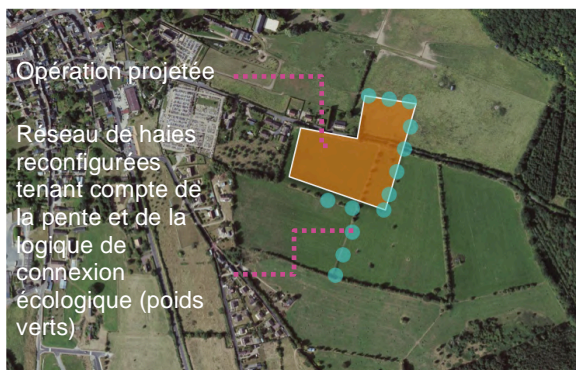 Opération projetée
Réseau de haies
reconfigurées
tenant compte de
la pente et de la
logique de
connexion
écologique (poids
verts)